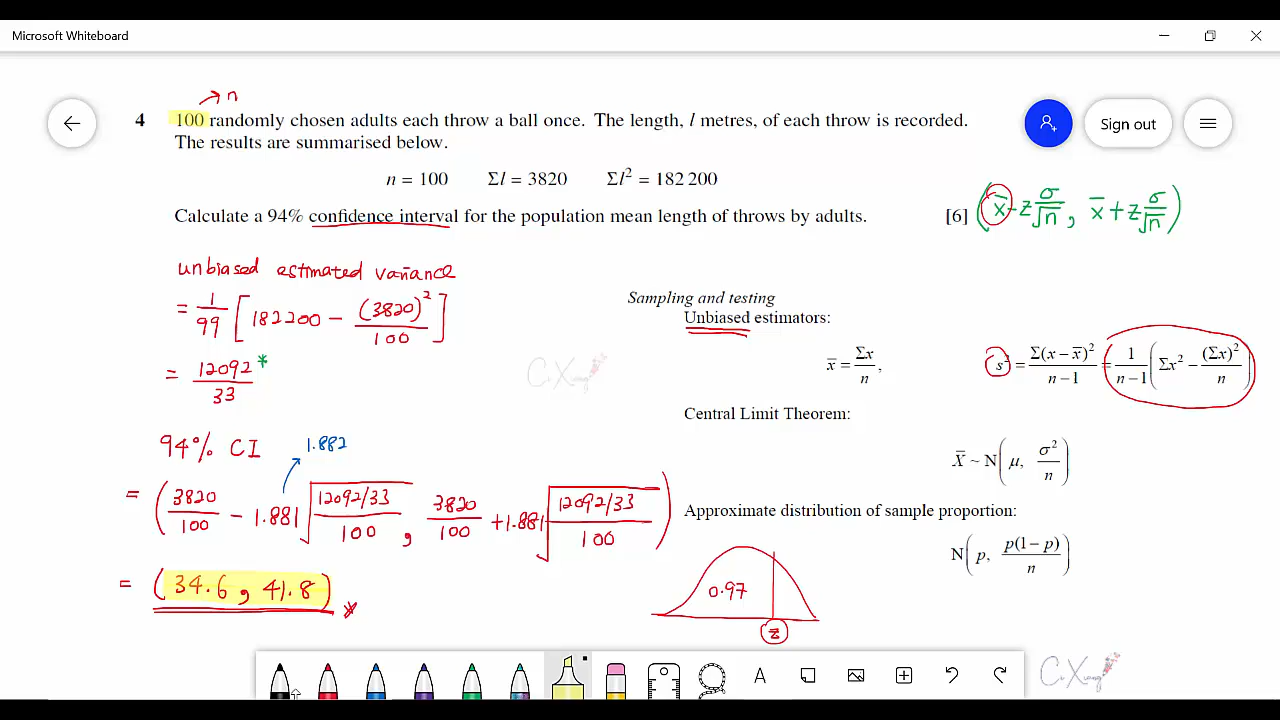 Microsoft Whiteboard
→ n
4 100 randomly chosen adults each throw a ball once. The length, l metres, of each throw is recorded.
The results are summarised below.
n = 100 Σl = 3820 Σl² = 182 200
Calculate a 94% confidence interval for the population mean length of throws by adults. [6]
(x̄ - z σ/√n, x̄ + z σ/√n)
Sign out
unbiased estimated variance
= 1/99 [182200 - (3820)²/100]
= 12092/33 *
94% CI
1.882
= (3820/100 - 1.881 √((12092/33)/100), 3820/100 + 1.881 √((12092/33)/100))
= (34.6, 41.8) *
Sampling and testing
Unbiased estimators:
x̄ = Σx/n, s² = Σ(x - x̄)²/(n-1) = 1/(n-1) (Σx² - (Σx)²/n)
Central Limit Theorem:
X̄ ~ N(μ, σ²/n)
Approximate distribution of sample proportion:
N(p, p(1-p)/n)
0.97
z
A